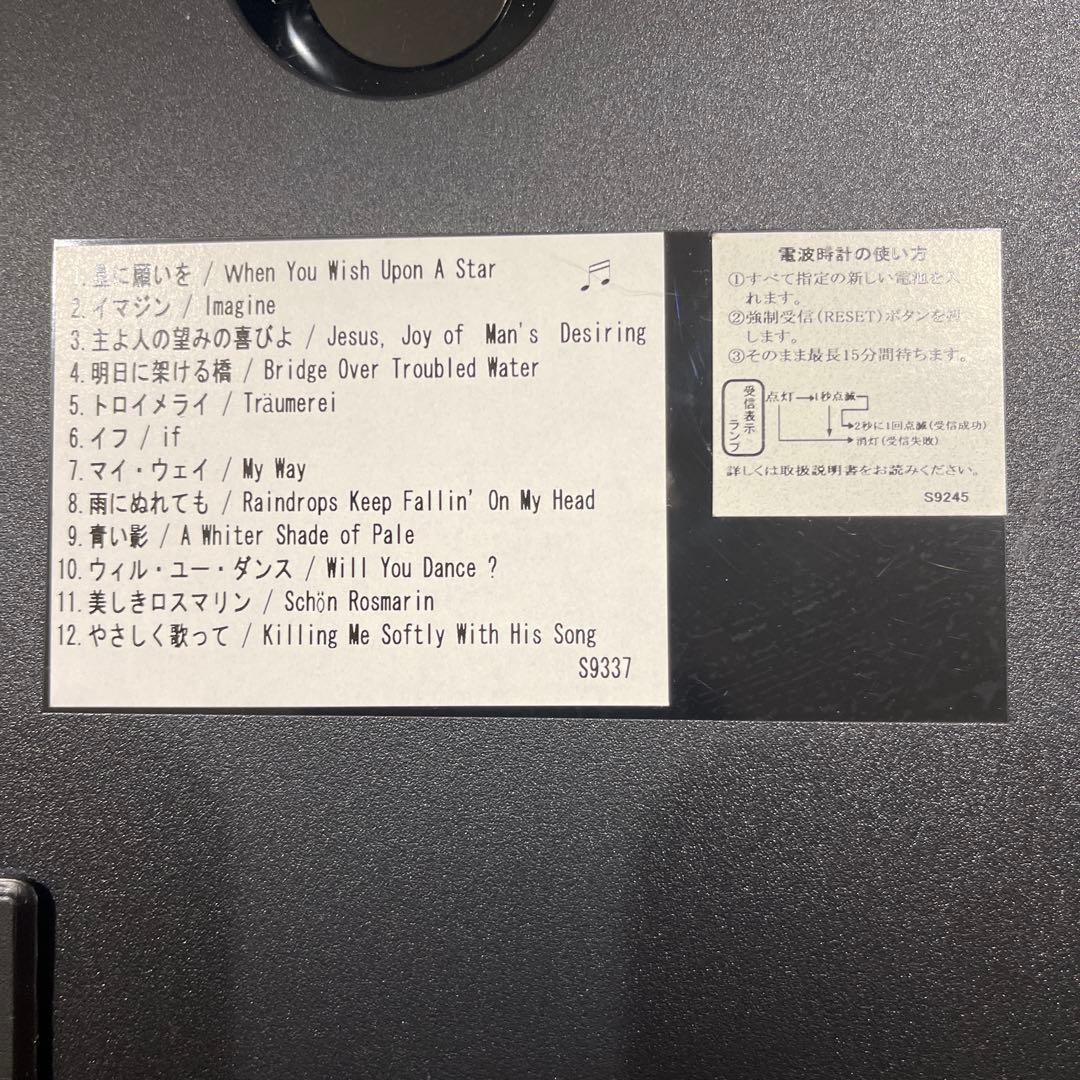 1.星に願いを / When You Wish Upon A Star
2.イマジン / Imagine
3.主よ人の望みの喜びよ / Jesus, Joy of Man's Desiring
4.明日に架ける橋 / Bridge Over Troubled Water
5.トロイメライ / Träumerei
6.イフ / if
7.マイ・ウェイ / My Way
8.雨にぬれても / Raindrops Keep Fallin' On My Head
9.青い影 / A Whiter Shade of Pale
10.ウィル・ユー・ダンス / Will You Dance ?
11.美しきロスマリン / Schön Rosmarin
12.やさしく歌って / Killing Me Softly With His Song
S9337
電波時計の使い方
①すべて指定の新しい電池を入
れます。
②強制受信(RESET)ボタンを押
します。
③そのまま最長15分間待ちます。
受信表示
ランプ
点灯→1秒点滅
→2秒に1回点滅(受信成功)
→消灯(受信失敗)
詳しくは取扱説明書をお読みください。
S9245